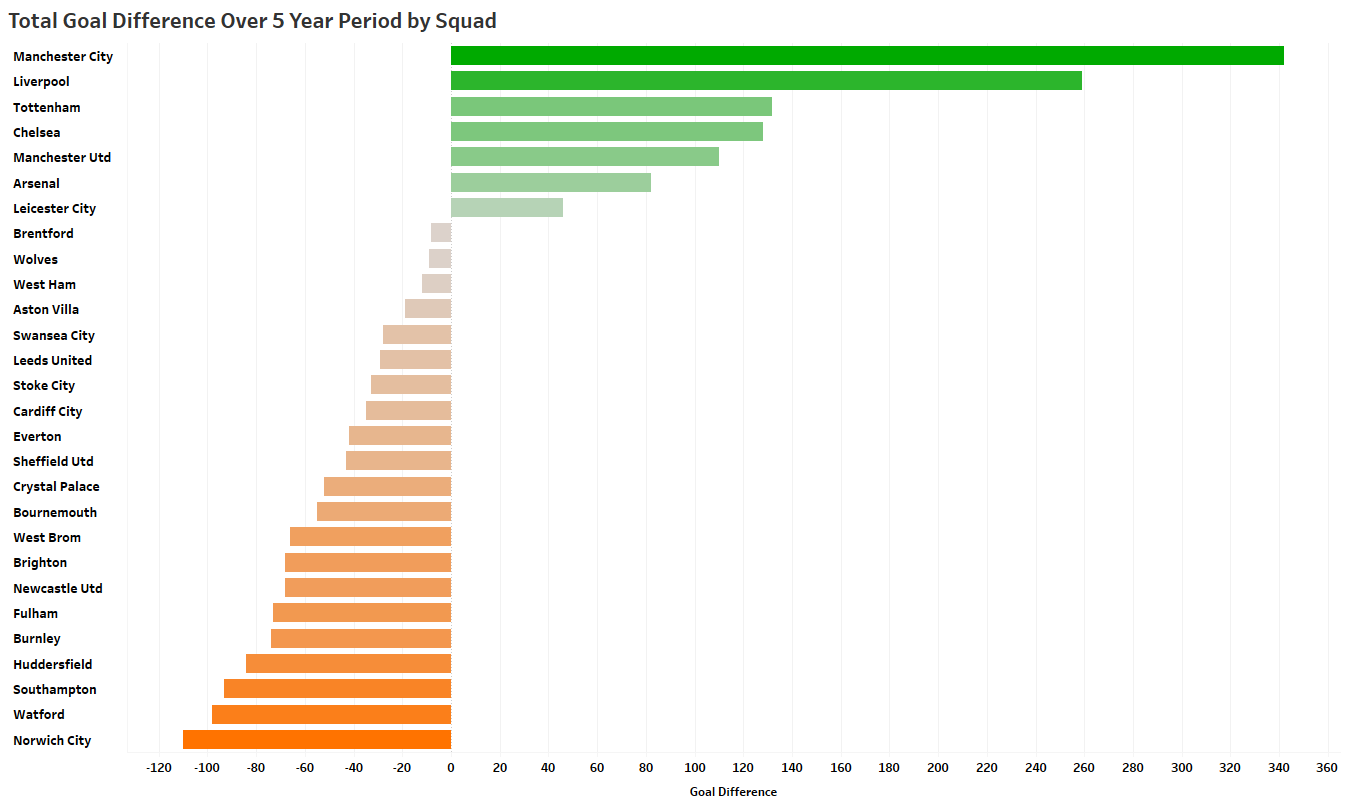 Total Goal Difference Over 5 Year Period by Squad
Manchester City
Liverpool
Tottenham
Chelsea
Manchester Utd
Arsenal
Leicester City
Brentford
Wolves
West Ham
Aston Villa
Swansea City
Leeds United
Stoke City
Cardiff City
Everton
Sheffield Utd
Crystal Palace
Bournemouth
West Brom
Brighton
Newcastle Utd
Fulham
Burnley
Huddersfield
Southampton
Watford
Norwich City
-120 -100 -80 -60 -40 -20 0 20 40 60 80 100 120 140 160 180 200 220 240 260 280 300 320 340 360
Goal Difference